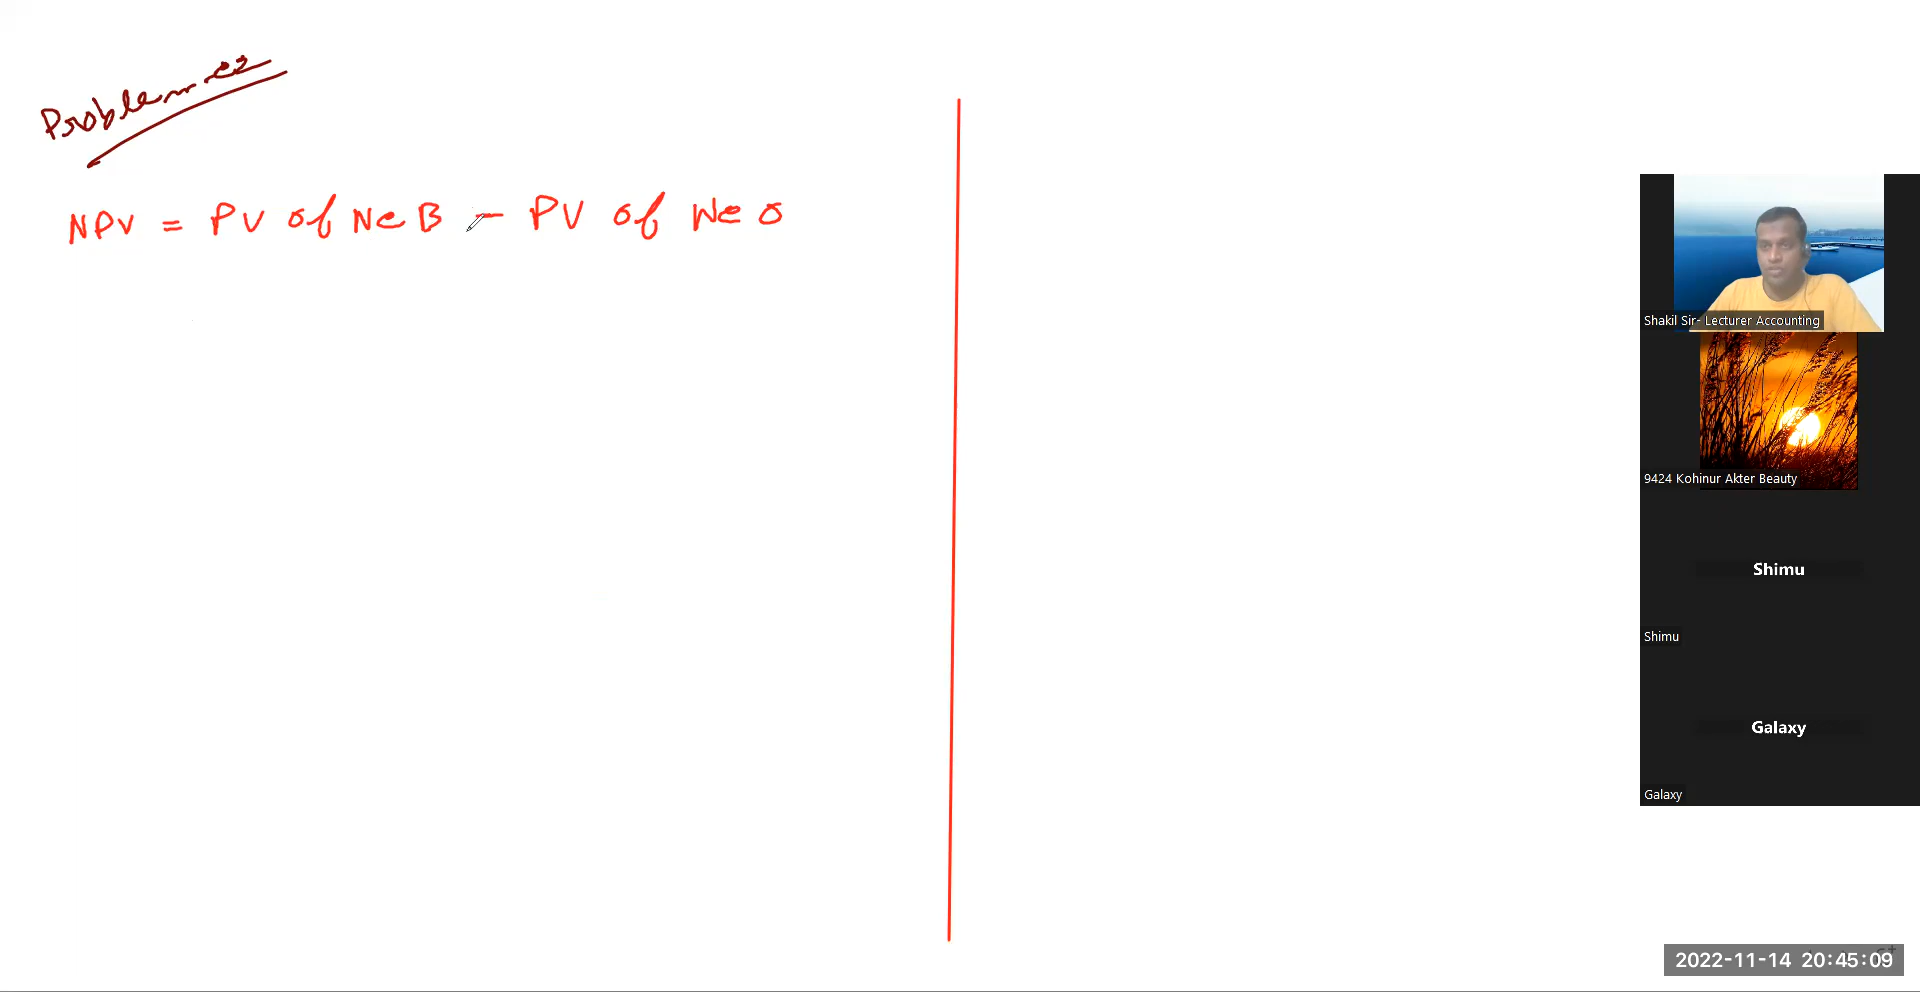 Problem-02
NPV = PV of NCB - PV of NCO
Shakil Sir- Lecturer Accounting
9424 Kohinur Akter Beauty
Shimu
Shimu
Galaxy
Galaxy
2022-11-14 20:45:09